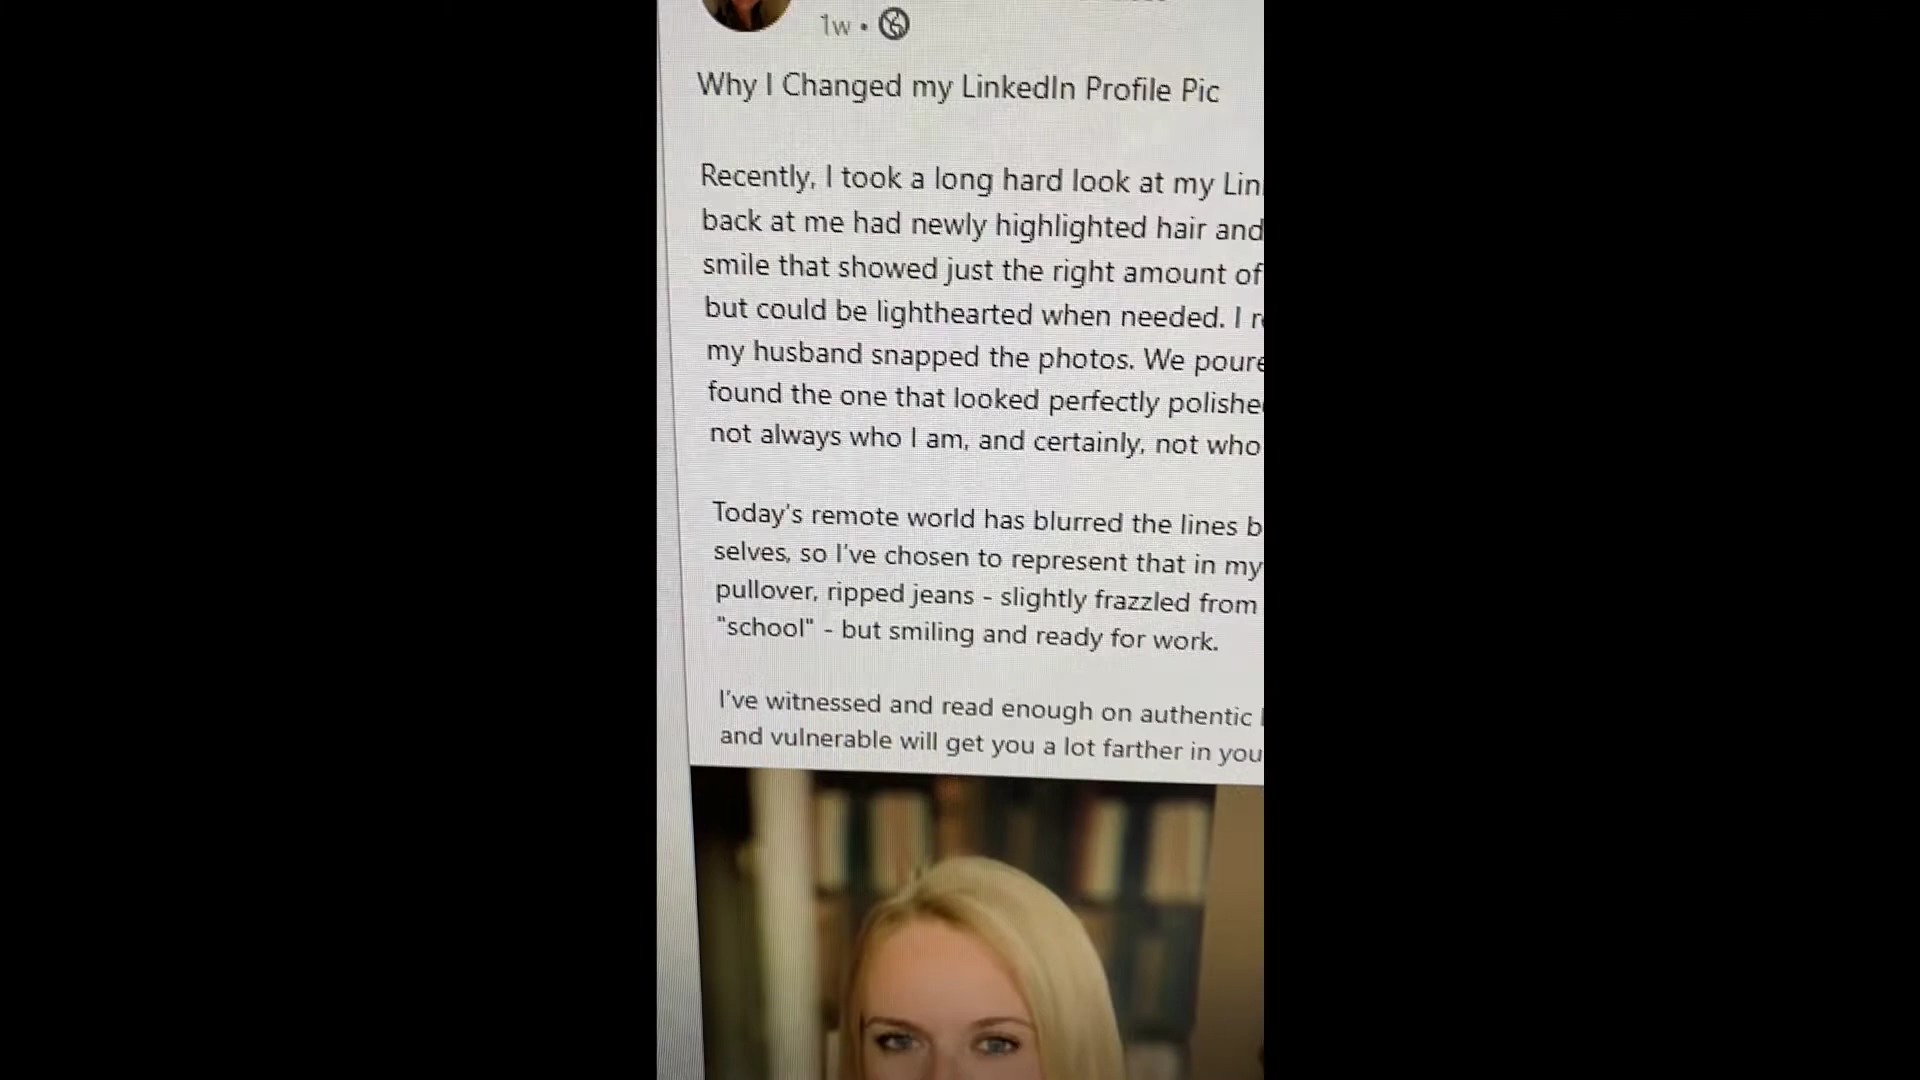 1w •
Why I Changed my LinkedIn Profile Pic
Recently, I took a long hard look at my Lin
back at me had newly highlighted hair and
smile that showed just the right amount of
but could be lighthearted when needed. I r
my husband snapped the photos. We poure
found the one that looked perfectly polishe
not always who I am, and certainly, not who
Today's remote world has blurred the lines b
selves, so I've chosen to represent that in my
pullover, ripped jeans - slightly frazzled from
"school" - but smiling and ready for work.
I've witnessed and read enough on authentic
and vulnerable will get you a lot farther in you